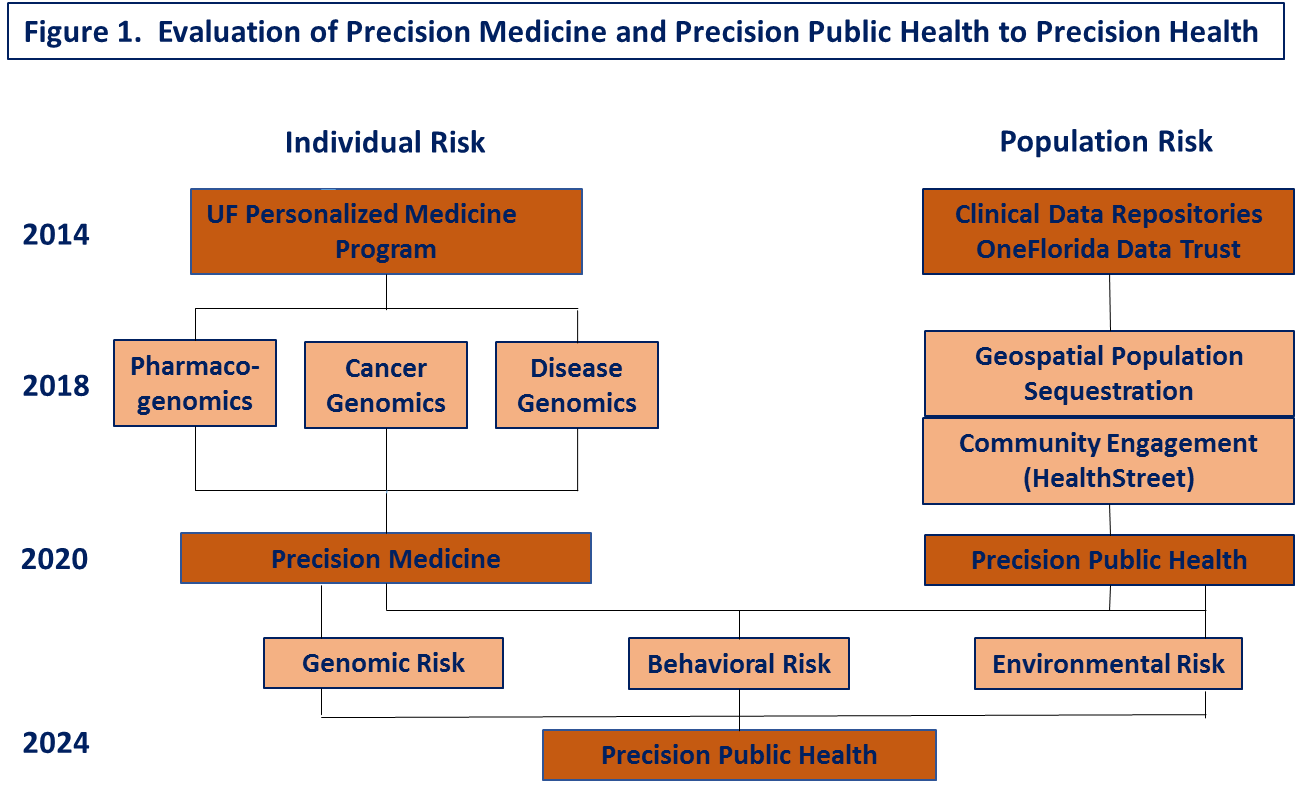 Figure 1.  Evaluation of Precision Medicine and Precision Public Health to Precision Health
Individual Risk
Population Risk
2014
UF Personalized Medicine
Program
Clinical Data Repositories
OneFlorida Data Trust
2018
Pharmaco-
genomics
Cancer
Genomics
Disease
Genomics
Geospatial Population
Sequestration
Community Engagement
(HealthStreet)
2020
Precision Medicine
Precision Public Health
Genomic Risk
Behavioral Risk
Environmental Risk
2024
Precision Public Health